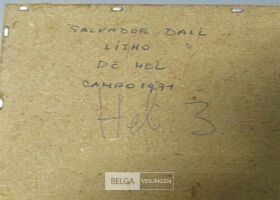 SALVADOR DALI
LITHO
DE HEL
CAMPO 1971
Hel 3
BELGA VEILINGEN